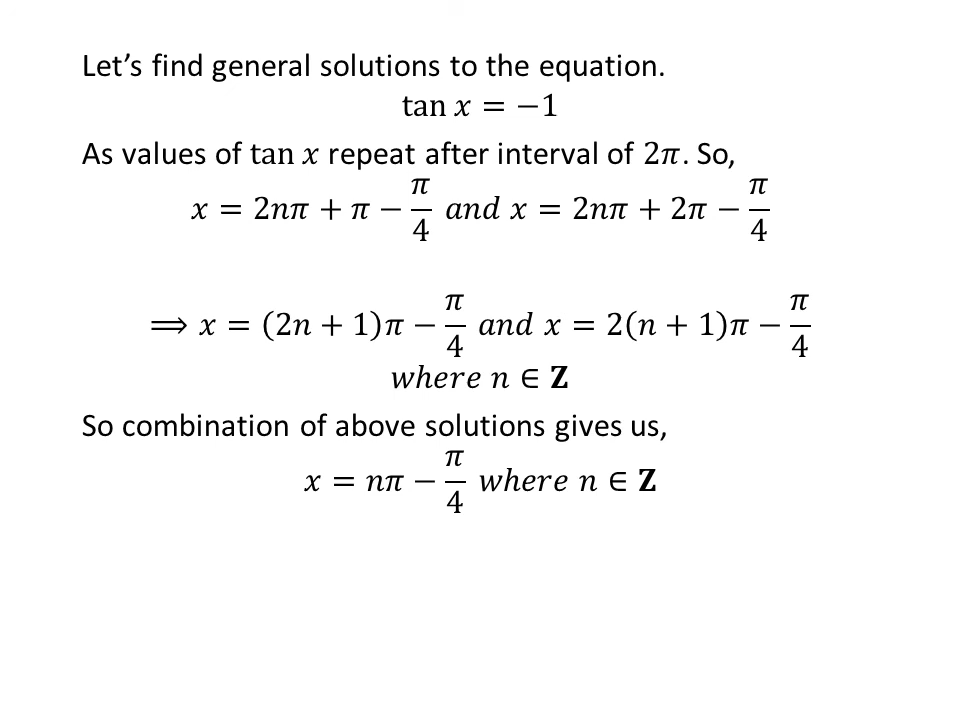 Let’s find general solutions to the equation.
tan 𝑥 = −1
As values of tan 𝑥 repeat after interval of 2𝜋. So,
𝑥 = 2𝑛𝜋 + 𝜋 − 𝜋/4 𝑎𝑛𝑑 𝑥 = 2𝑛𝜋 + 2𝜋 − 𝜋/4
⟹ 𝑥 = (2𝑛 + 1)𝜋 − 𝜋/4 𝑎𝑛𝑑 𝑥 = 2(𝑛 + 1)𝜋 − 𝜋/4
𝑤ℎ𝑒𝑟𝑒 𝑛 ∈ 𝐙
So combination of above solutions gives us,
𝑥 = 𝑛𝜋 − 𝜋/4 𝑤ℎ𝑒𝑟𝑒 𝑛 ∈ 𝐙